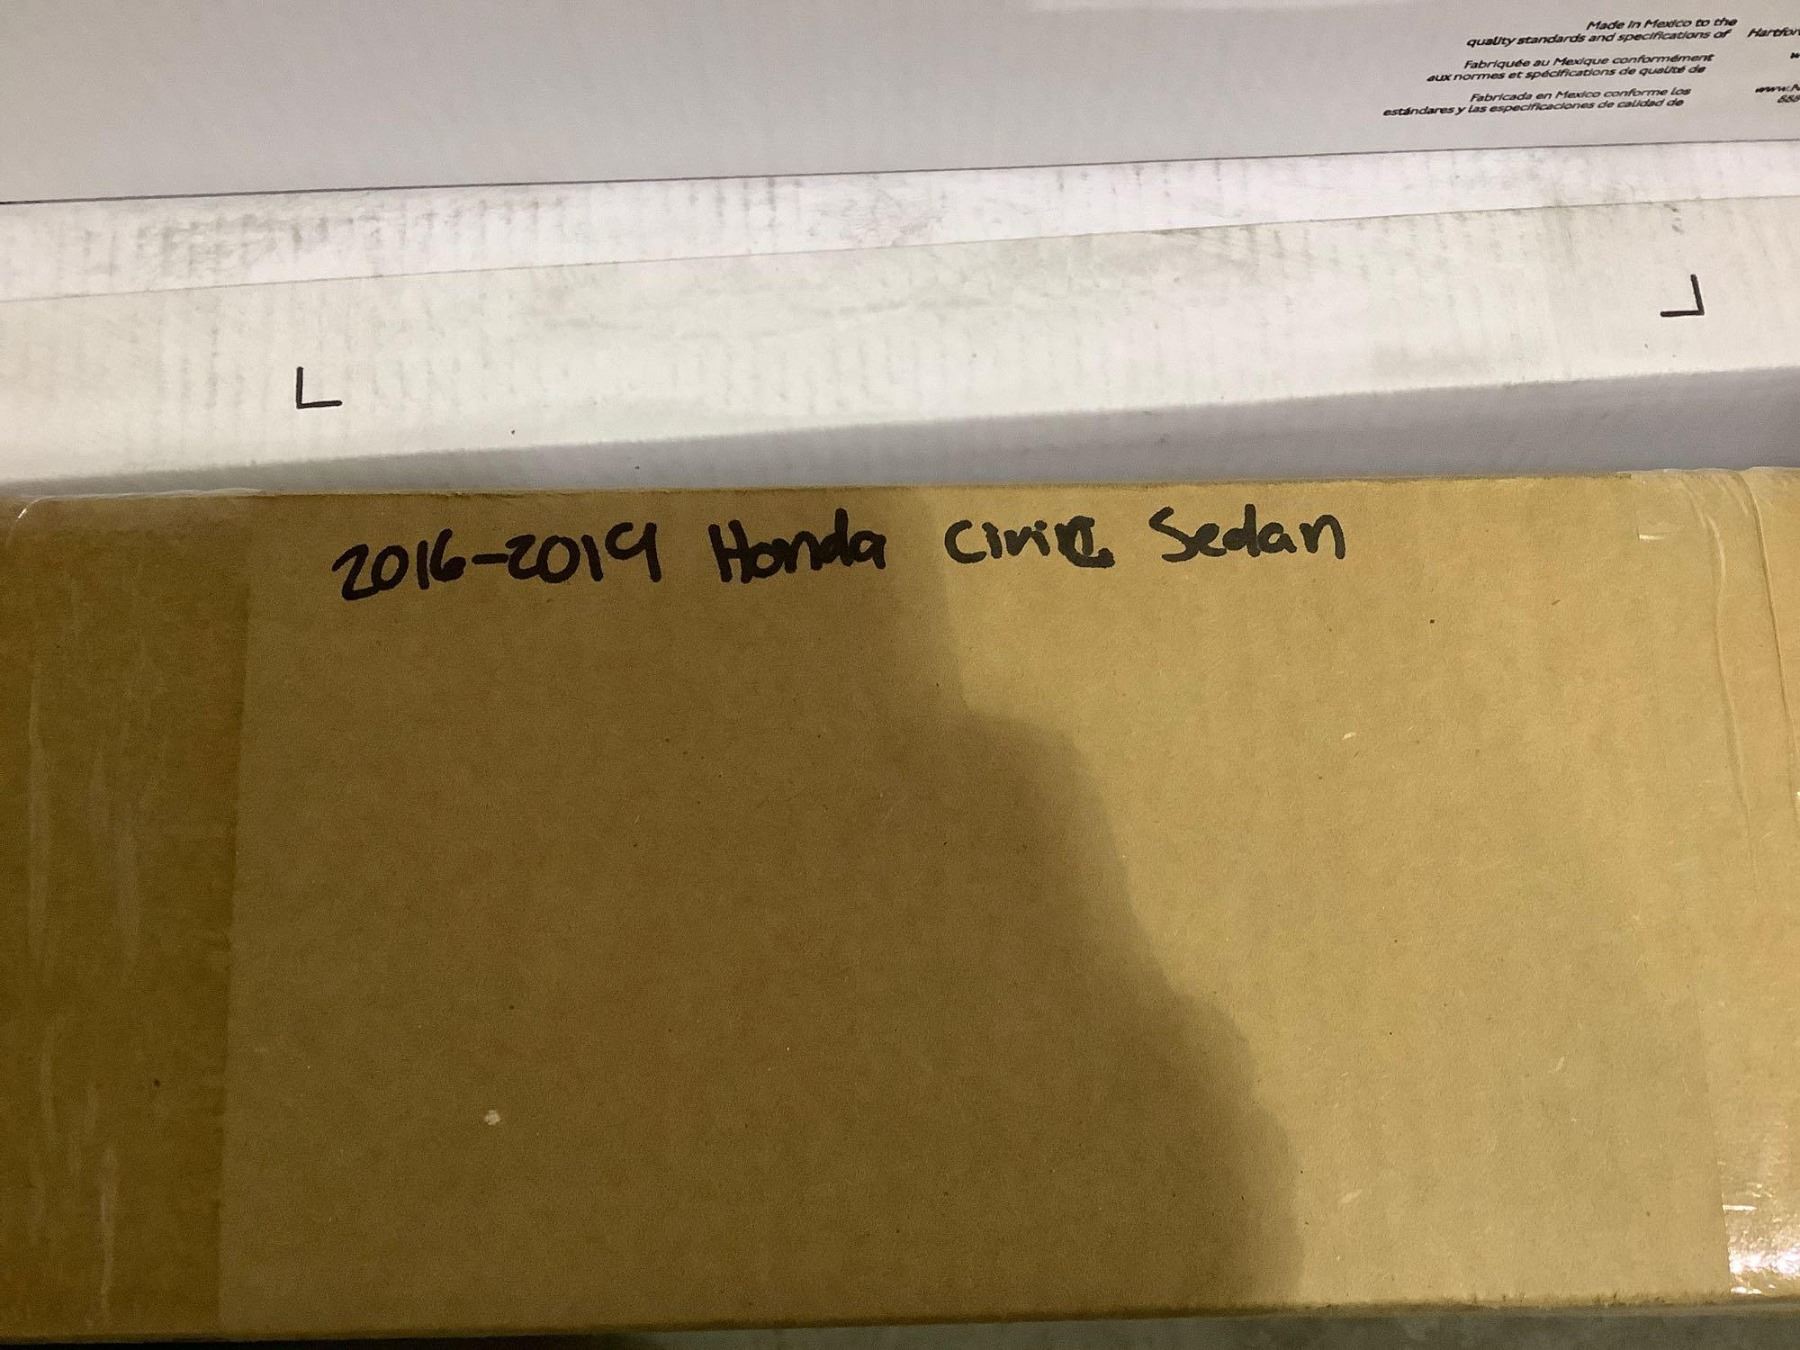 Made in Mexico to the
quality standards and specifications of
Fabriquée au Mexique conformément
aux normes et spécifications de qualité de
Fabricada en Mexico conforme los
estándares y las especificaciones de calidad de
2016-2019 Honda Civic Sedan